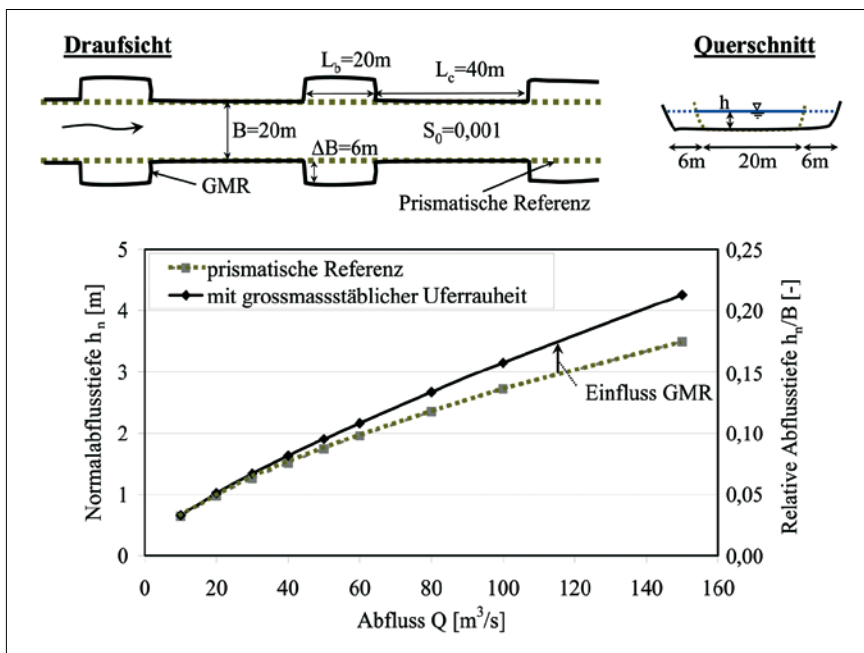 Draufsicht
Querschnitt
L_b=20m
L_c=40m
B=20m
ΔB=6m
S_0=0,001
GMR
Prismatische Referenz
h
6m
20m
6m
prismatische Referenz
mit grossmassstäblicher Uferrauheit
Einfluss GMR
Normalabflusstiefe h_n [m]
5
4
3
2
1
0
Relative Abflusstiefe h_n/B [-]
0,25
0,20
0,15
0,10
0,05
0,00
0 20 40 60 80 100 120 140 160
Abfluss Q [m³/s]